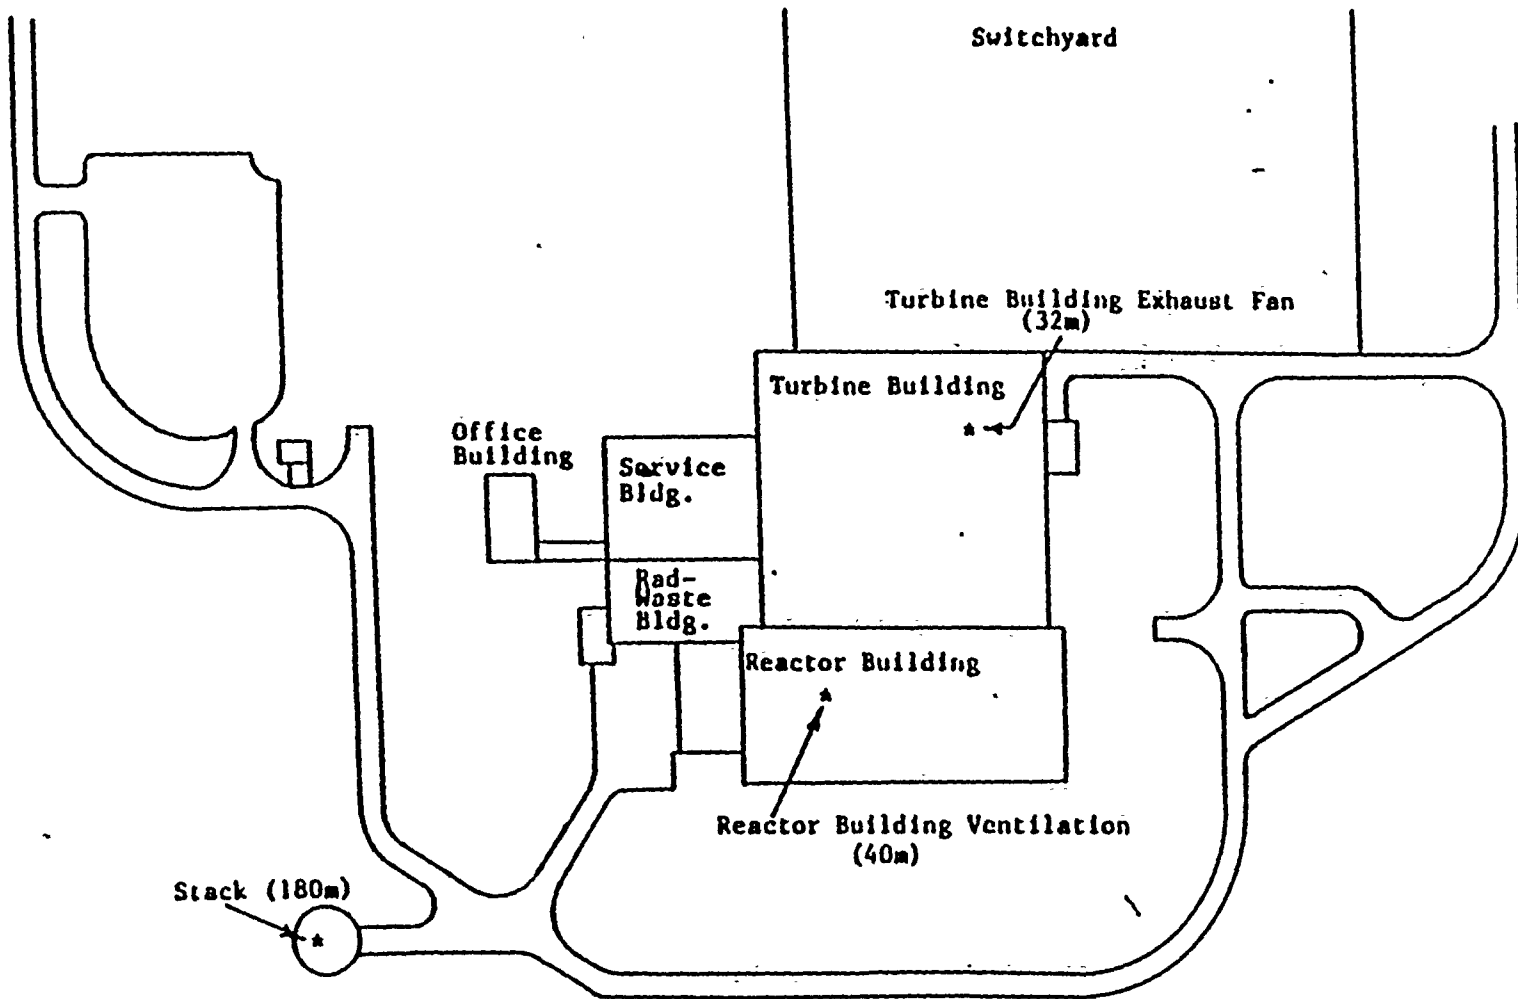 Switchyard
Turbine Building Exhaust Fan
(32m)
Turbine Building
Office
Building
Service
Bldg.
Rad-
Waste
Bldg.
Reactor Building
Reactor Building Ventilation
(40m)
Stack (180m)